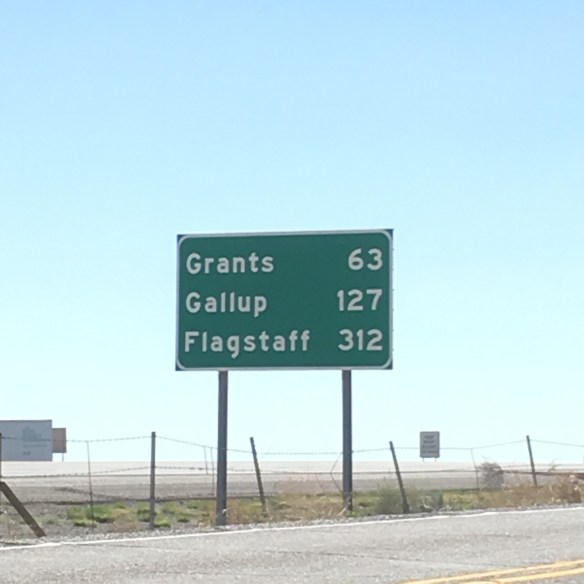 Grants 63
Gallup 127
Flagstaff 312